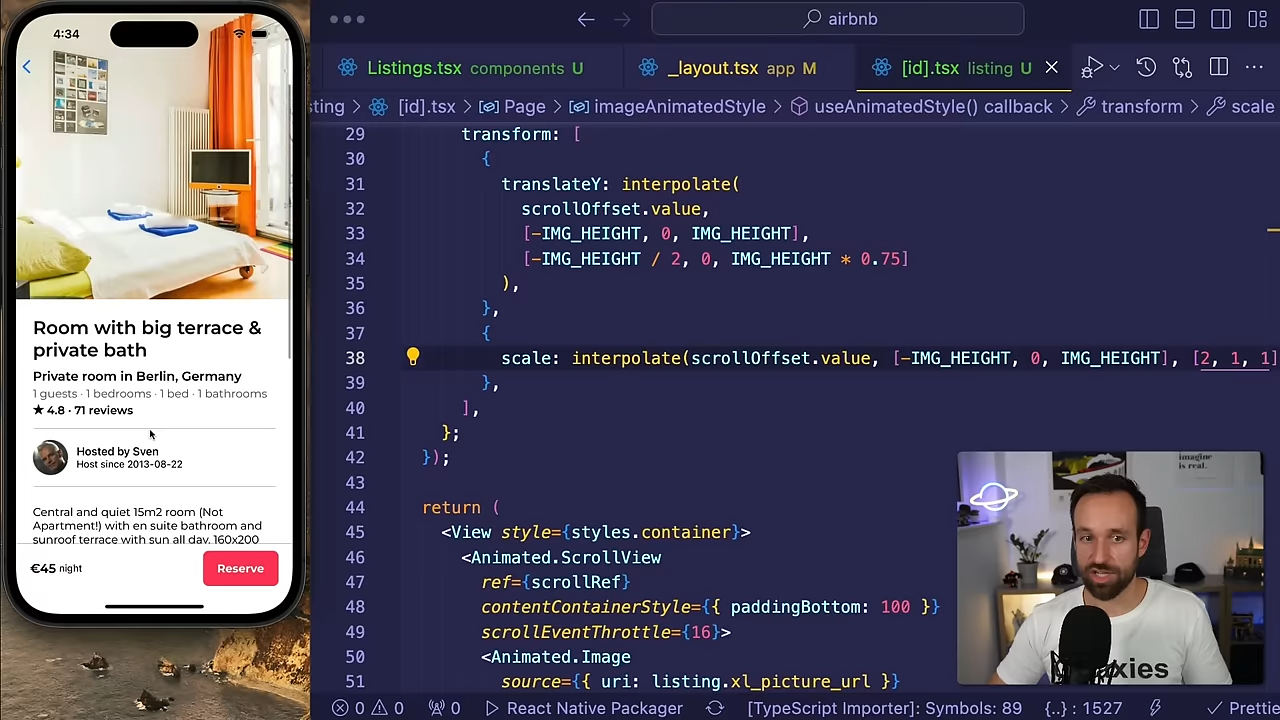 4:34
Room with big terrace &
private bath
Private room in Berlin, Germany
1 guests · 1 bedrooms · 1 bed · 1 bathrooms
★ 4.8 · 71 reviews
Hosted by Sven
Host since 2013-08-22
Central and quiet 15m2 room (Not
Apartment!) with en suite bathroom and
sunroof terrace with sun all day. 160x200
€45 night
Reserve
airbnb
Listings.tsx components U
_layout.tsx app M
[id].tsx listing U
sting > [id].tsx > Page > imageAnimatedStyle > useAnimatedStyle() callback > transform > scale
29 transform: [
30 {
31 translateY: interpolate(
32 scrollOffset.value,
33 [-IMG_HEIGHT, 0, IMG_HEIGHT],
34 [-IMG_HEIGHT / 2, 0, IMG_HEIGHT * 0.75]
35 ),
36 },
37 {
38 scale: interpolate(scrollOffset.value, [-IMG_HEIGHT, 0, IMG_HEIGHT], [2, 1, 1]
39 },
40 ],
41 };
42 });
43
44 return (
45 <View style={styles.container}>
46 <Animated.ScrollView
47 ref={scrollRef}
48 contentContainerStyle={{ paddingBottom: 100 }}
49 scrollEventThrottle={16}>
50 <Animated.Image
51 source={{ uri: listing.xl_picture_url }}
imagine
is real.
xies
0 0 0 React Native Packager [TypeScript Importer]: Symbols: 89 {..} : 1527 Prettie